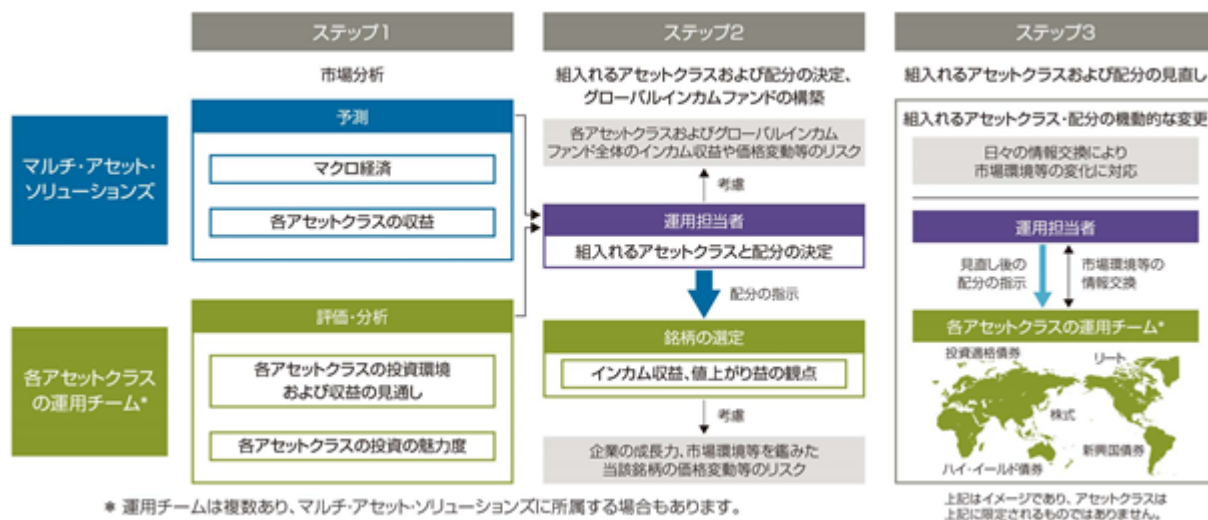 ステップ1
ステップ2
ステップ3
市場分析
組入れるアセットクラスおよび配分の決定、
グローバルインカムファンドの構築
組入れるアセットクラスおよび配分の見直し
マルチ・アセット・
ソリューションズ
予測
マクロ経済
各アセットクラスの収益
各アセットクラス
の運用チーム*
評価・分析
各アセットクラスの投資環境
および収益の見通し
各アセットクラスの投資の魅力度
各アセットクラスおよびグローバルインカム
ファンド全体のインカム収益や価格変動等のリスク
考慮
運用担当者
組入れるアセットクラスと配分の決定
配分の指示
銘柄の選定
インカム収益、値上がり益の観点
考慮
企業の成長力、市場環境等を鑑みた
当該銘柄の価格変動等のリスク
組入れるアセットクラス・配分の機動的な変更
日々の情報交換により
市場環境等の変化に対応
運用担当者
見直し後の
配分の指示
市場環境等の
情報交換
各アセットクラスの運用チーム*
投資適格債券
リート
株式
新興国債券
ハイ・イールド債券
上記はイメージであり、アセットクラスは
上記に限定されるものではありません。
* 運用チームは複数あり、マルチ・アセット・ソリューションズに所属する場合もあります。